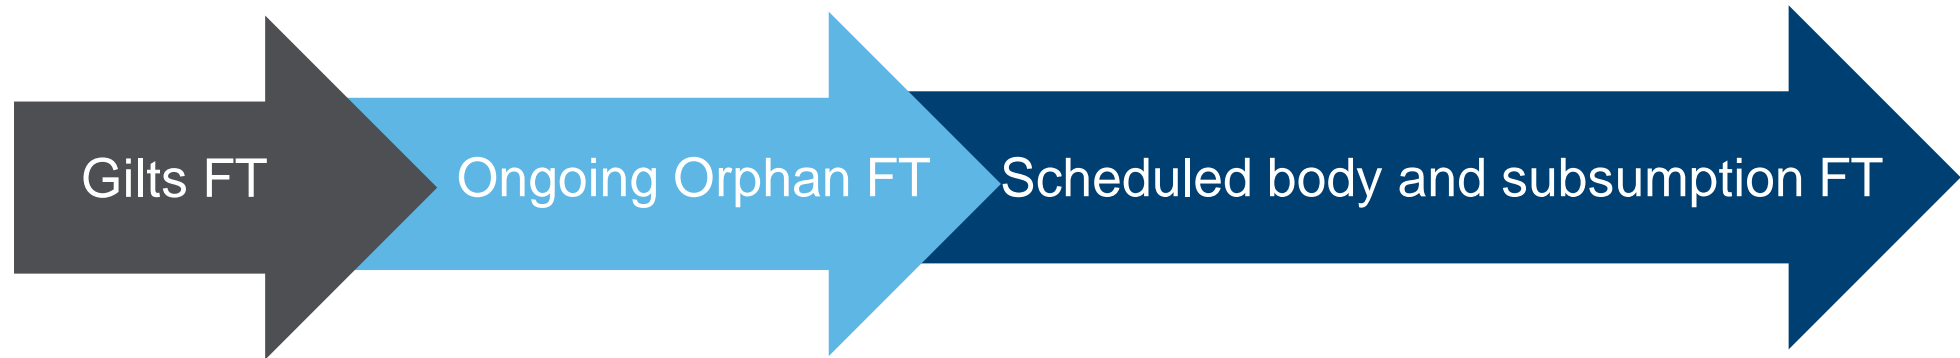 Gilts FT
Ongoing Orphan FT
Scheduled body and subsumption FT